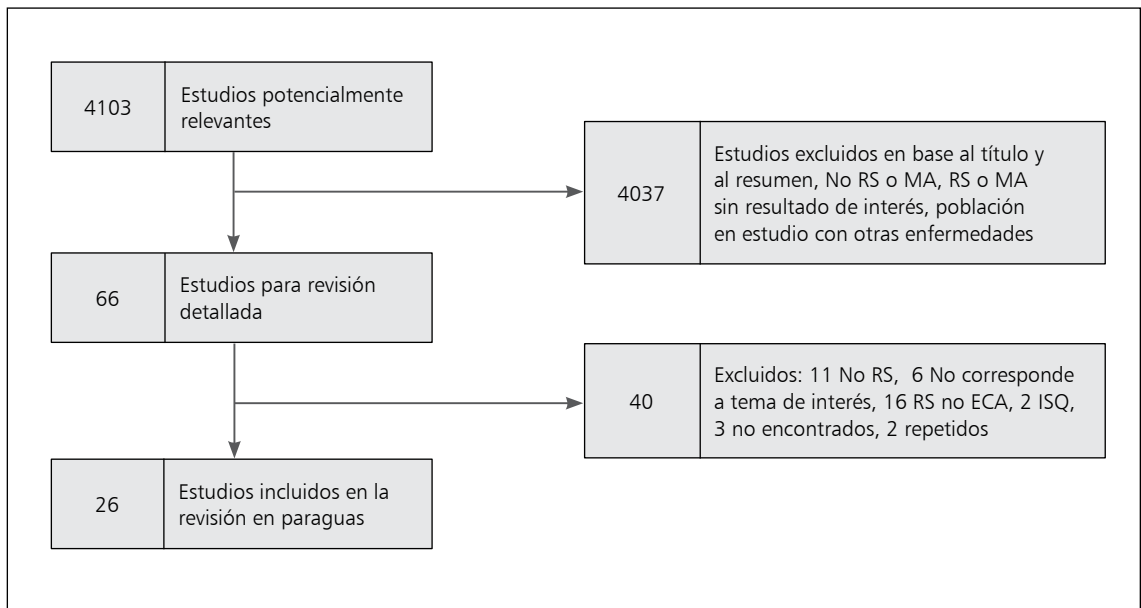 4103
Estudios potencialmente
relevantes
4037
Estudios excluidos en base al título y
al resumen, No RS o MA, RS o MA
sin resultado de interés, población
en estudio con otras enfermedades
66
Estudios para revisión
detallada
40
Excluidos: 11 No RS, 6 No corresponde
a tema de interés, 16 RS no ECA, 2 ISQ,
3 no encontrados, 2 repetidos
26
Estudios incluidos en la
revisión en paraguas